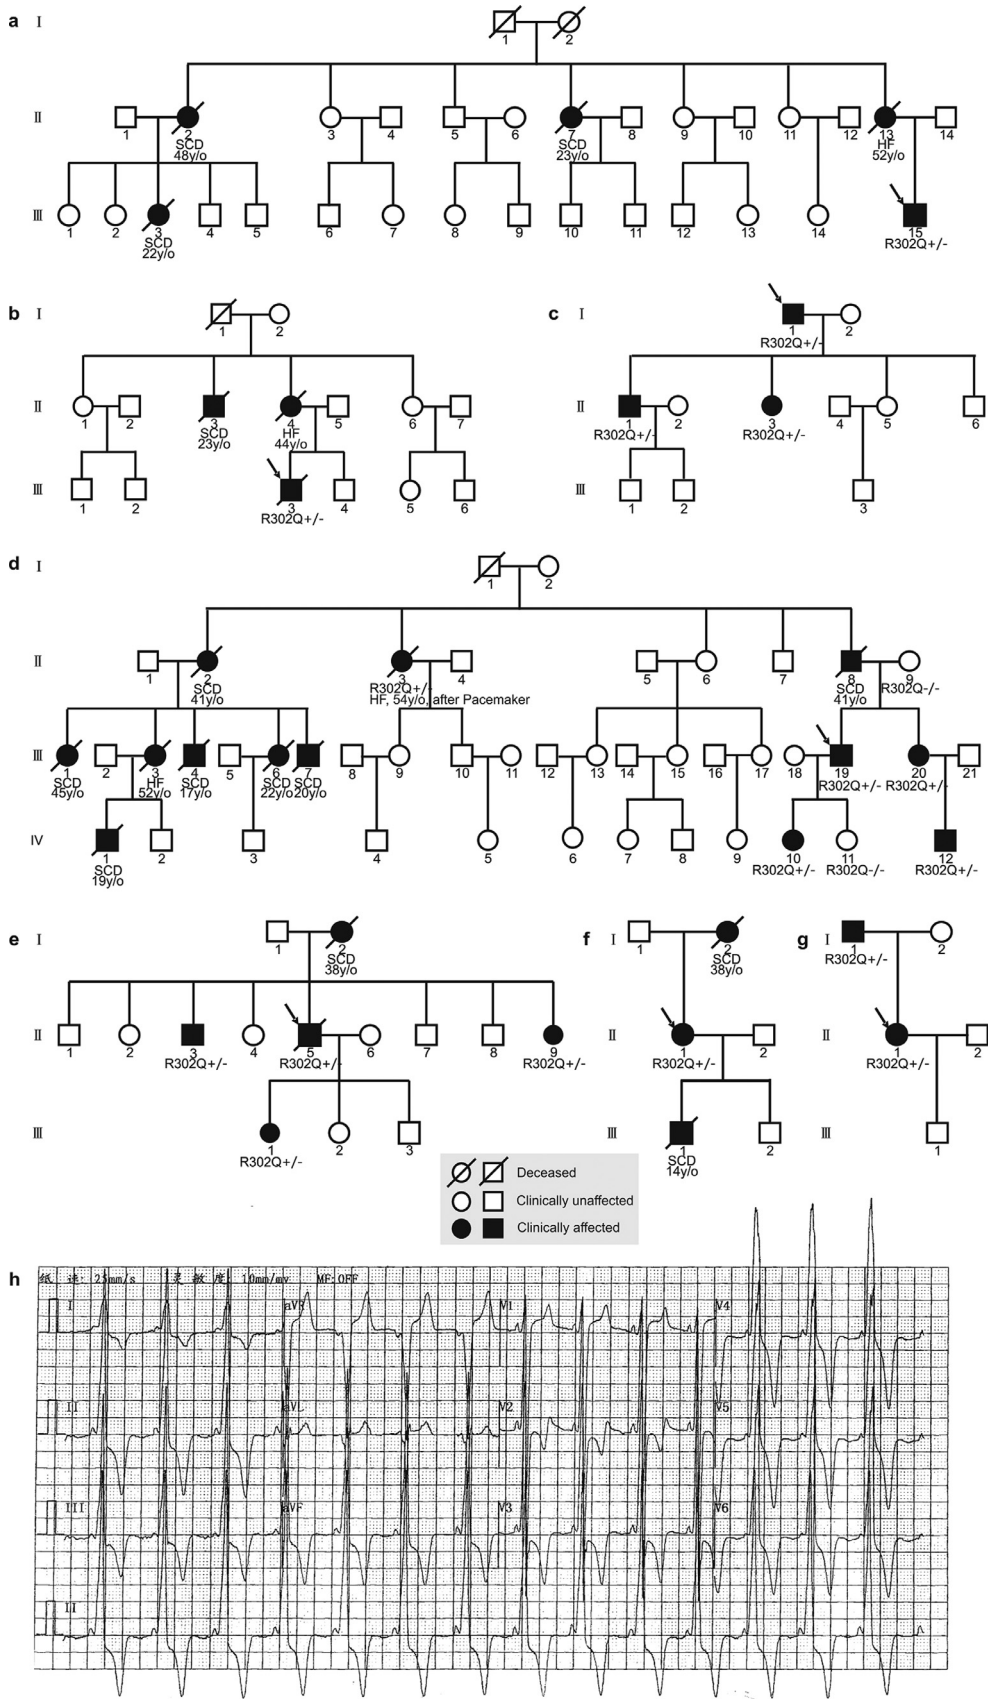 a I
1 2
II
1 2 3 4 5 6 7 8 9 10 11 12 13 14
SCD SCD HF
48y/o 23y/o 52y/o
III
1 2 3 4 5 6 7 8 9 10 11 12 13 14 15
SCD R302Q+/-
22y/o
b I
1 2
II
1 2 3 4 5 6 7
SCD HF
23y/o 44y/o
III
1 2 3 4 5 6
R302Q+/-
c I
1 2
R302Q+/-
II
1 2 3 4 5 6
R302Q+/- R302Q+/-
III
1 2 3
d I
1 2
II
1 2 3 4 5 6 7 8 9
SCD R302Q+/- SCD R302Q-/-
41y/o HF, 54y/o, after Pacemaker 41y/o
III
1 2 3 4 5 6 7 8 9 10 11 12 13 14 15 16 17 18 19 20 21
SCD HF SCD SCD SCD R302Q+/- R302Q+/-
45y/o 52y/o 17y/o 22y/o 20y/o
IV
1 2 3 4 5 6 7 8 9 10 11 12
SCD R302Q+/- R302Q-/- R302Q+/-
19y/o
e I
1 2
SCD
38y/o
II
1 2 3 4 5 6 7 8 9
R302Q+/- R302Q+/- R302Q+/-
III
1 2 3
R302Q+/-
f I
1 2
SCD
38y/o
II
1 2
R302Q+/-
III
1 2
SCD
14y/o
g I
1 2
R302Q+/-
II
1 2
R302Q+/-
III
1
Deceased
Clinically unaffected
Clinically affected
h
纸 速: 25mm/s 灵 敏 度: 10mm/mv MF:OFF
I aVR V1 V4
II aVL V2 V5
III aVF V3 V6
II